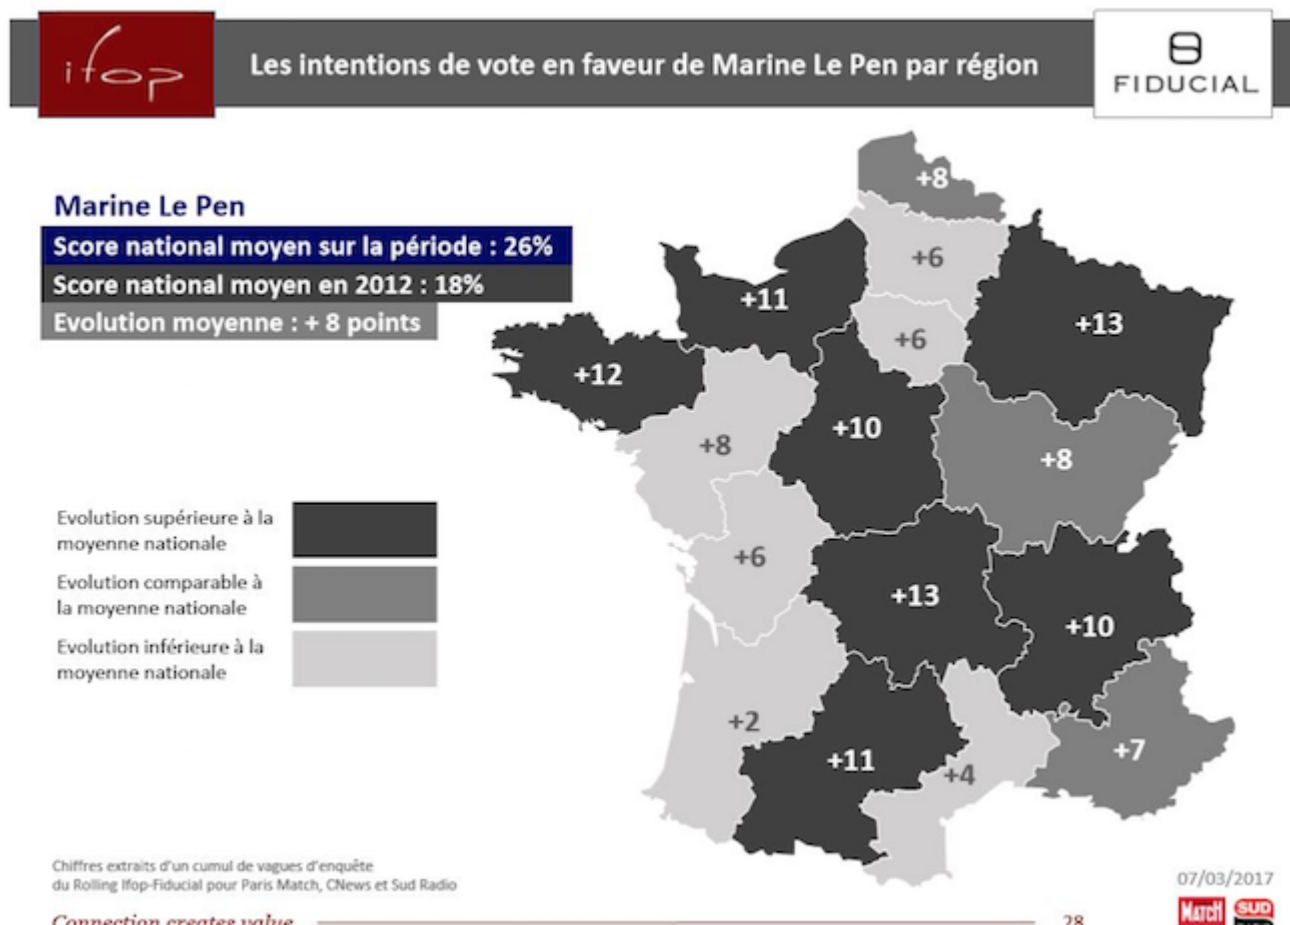 ifop
Les intentions de vote en faveur de Marine Le Pen par région
FIDUCIAL
Marine Le Pen
Score national moyen sur la période : 26%
Score national moyen en 2012 : 18%
Evolution moyenne : + 8 points
+8
+6
+11
+6
+13
+12
+8
+10
+8
+6
+13
+10
+2
+11
+4
+7
Evolution supérieure à la
moyenne nationale
Evolution comparable à
la moyenne nationale
Evolution inférieure à la
moyenne nationale
Chiffres extraits d'un cumul de vagues d'enquête
du Rolling Ifop-Fiducial pour Paris Match, CNews et Sud Radio
07/03/2017
Connection creates value
28
MATCH
SUD